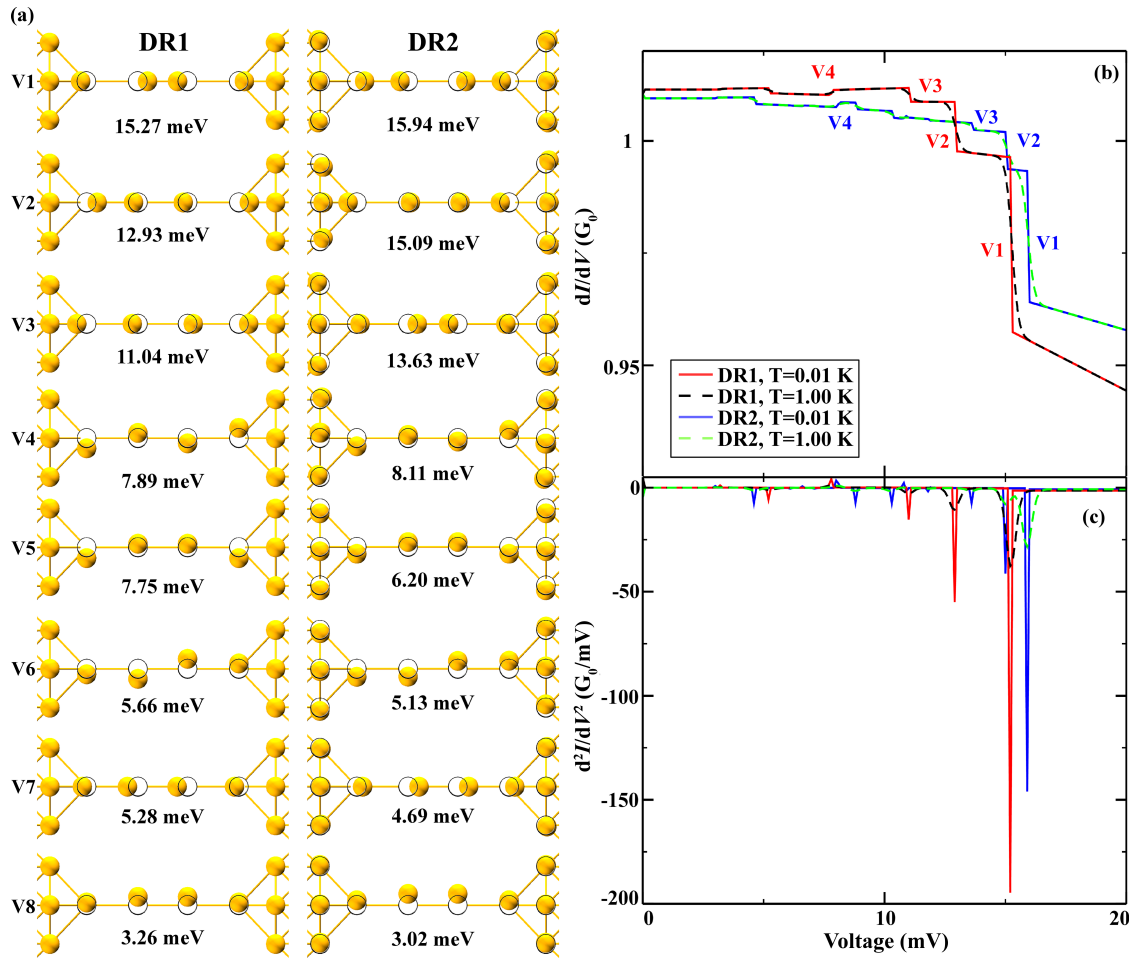 (a)
DR1 DR2
V1
15.27 meV 15.94 meV
V2
12.93 meV 15.09 meV
V3
11.04 meV 13.63 meV
V4
7.89 meV 8.11 meV
V5
7.75 meV 6.20 meV
V6
5.66 meV 5.13 meV
V7
5.28 meV 4.69 meV
V8
3.26 meV 3.02 meV
(b)
V4 V3
V4 V2 V3 V2
V1 V1
1
0.95
dI/dV (G₀)
DR1, T=0.01 K
DR1, T=1.00 K
DR2, T=0.01 K
DR2, T=1.00 K
(c)
0
-50
-100
-150
-200
d²I/dV² (G₀/mV)
0 10 20
Voltage (mV)